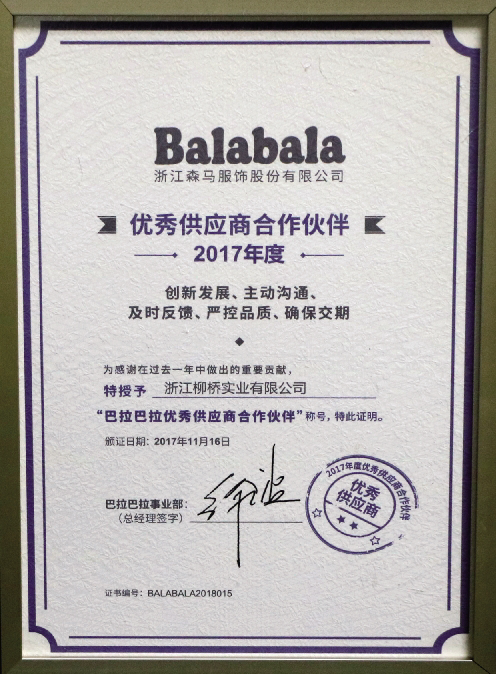 Balabala
浙江森马服饰股份有限公司
优秀供应商合作伙伴
2017年度
创新发展、主动沟通、
及时反馈、严控品质、确保交期
为感谢在过去一年中做出的重要贡献，
特授予 浙江柳桥实业有限公司
“巴拉巴拉优秀供应商合作伙伴”称号，特此证明。
颁证日期：2017年11月16日
巴拉巴拉事业部：
（总经理签字）
2017年度优秀供应商合作伙伴
优秀
供应商
证书编号：BALABALA2018015